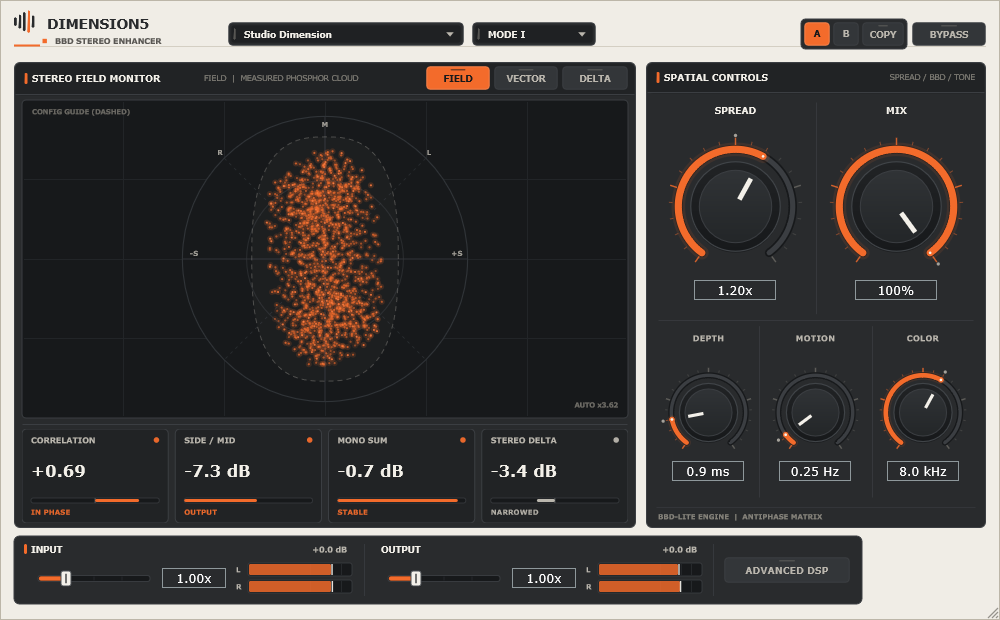 DIMENSION5
BBD STEREO ENHANCER
Studio Dimension
MODE I
A B COPY
BYPASS
STEREO FIELD MONITOR
FIELD | MEASURED PHOSPHOR CLOUD
FIELD VECTOR DELTA
CONFIG GUIDE (DASHED)
M
R L
-S +S
AUTO x3.62
CORRELATION
+0.69
IN PHASE
SIDE / MID
-7.3 dB
OUTPUT
MONO SUM
-0.7 dB
STABLE
STEREO DELTA
-3.4 dB
NARROWED
SPATIAL CONTROLS
SPREAD / BBD / TONE
SPREAD
1.20x
MIX
100%
DEPTH
0.9 ms
MOTION
0.25 Hz
COLOR
8.0 kHz
BBD-LITE ENGINE | ANTIPHASE MATRIX
INPUT
+0.0 dB
1.00x
L
R
OUTPUT
+0.0 dB
1.00x
L
R
ADVANCED DSP